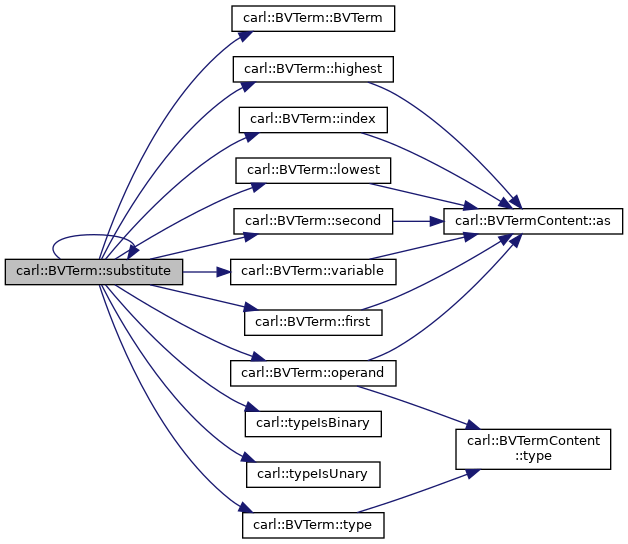 carl::BVTerm::BVTerm
carl::BVTerm::highest
carl::BVTerm::index
carl::BVTerm::lowest
carl::BVTerm::second
carl::BVTermContent::as
carl::BVTerm::substitute
carl::BVTerm::variable
carl::BVTerm::first
carl::BVTerm::operand
carl::typeIsBinary
carl::BVTermContent
::type
carl::typeIsUnary
carl::BVTerm::type